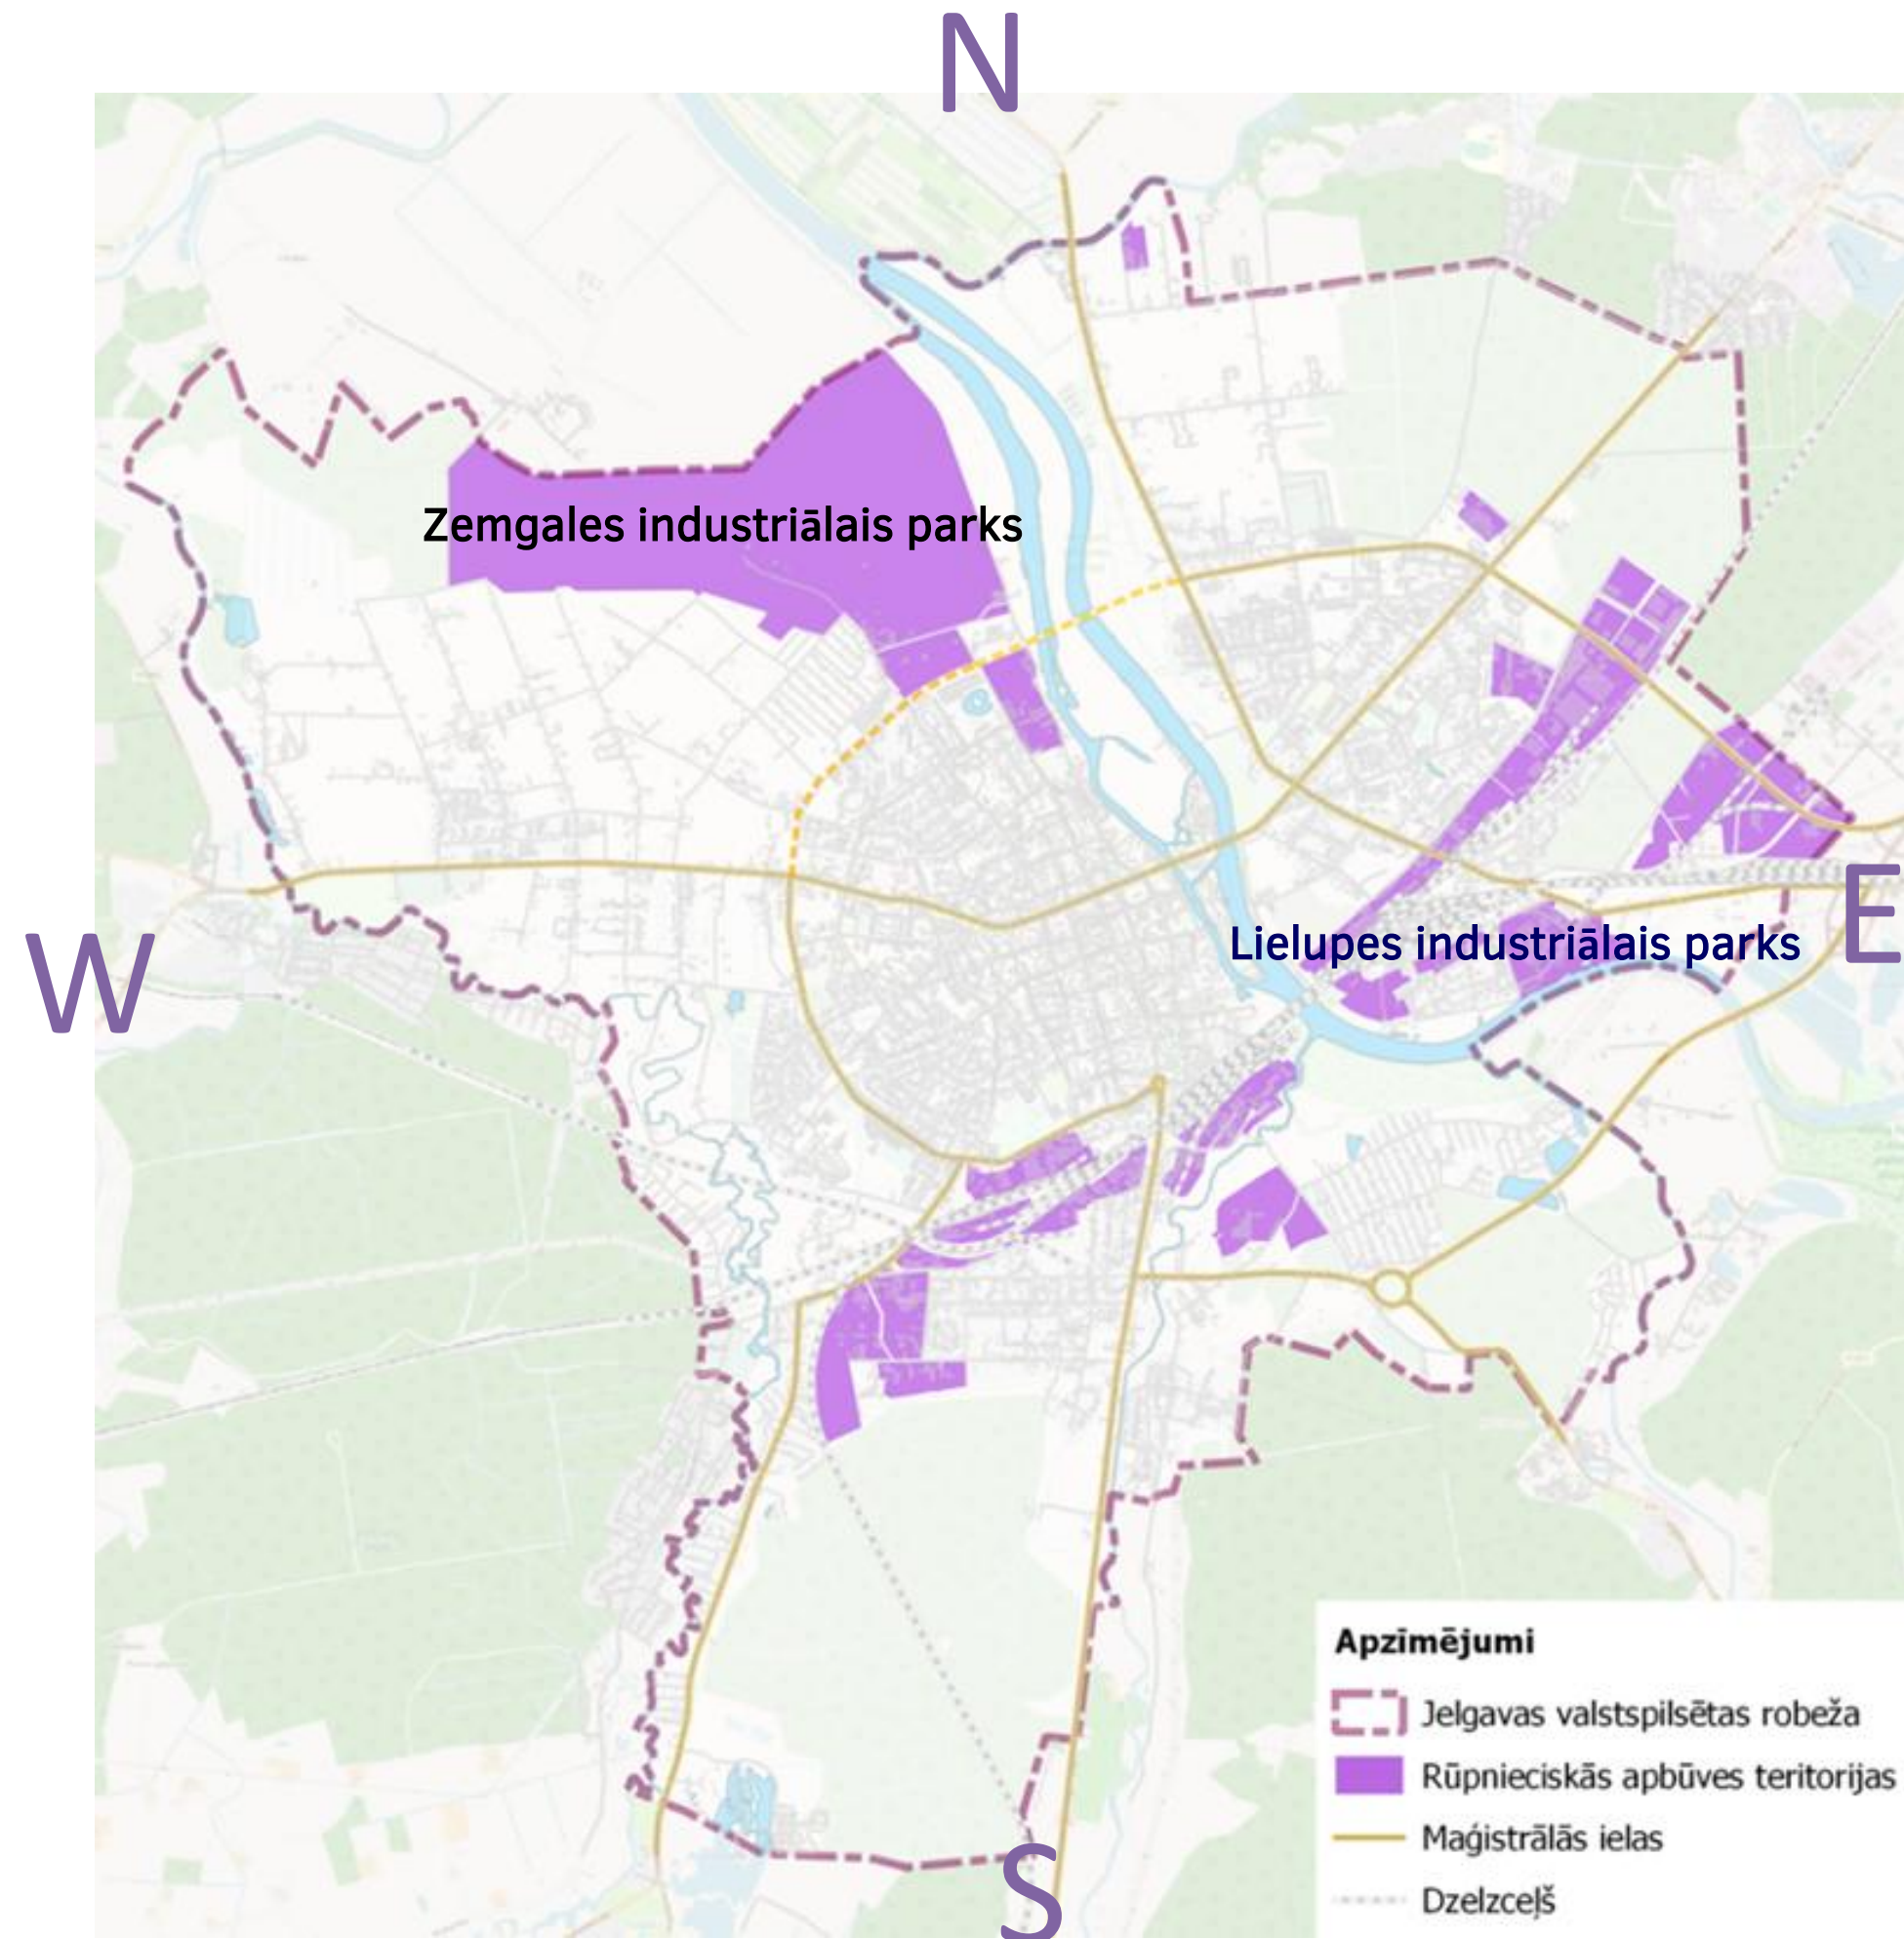 N
Zemgales industriālais parks
Lielupes industriālais parks
E
W
Apzīmējumi
Jelgavas valstspilsētas robeža
Rūpnieciskās apbūves teritorijas
Maģistrālās ielas
Dzelzceļš
S